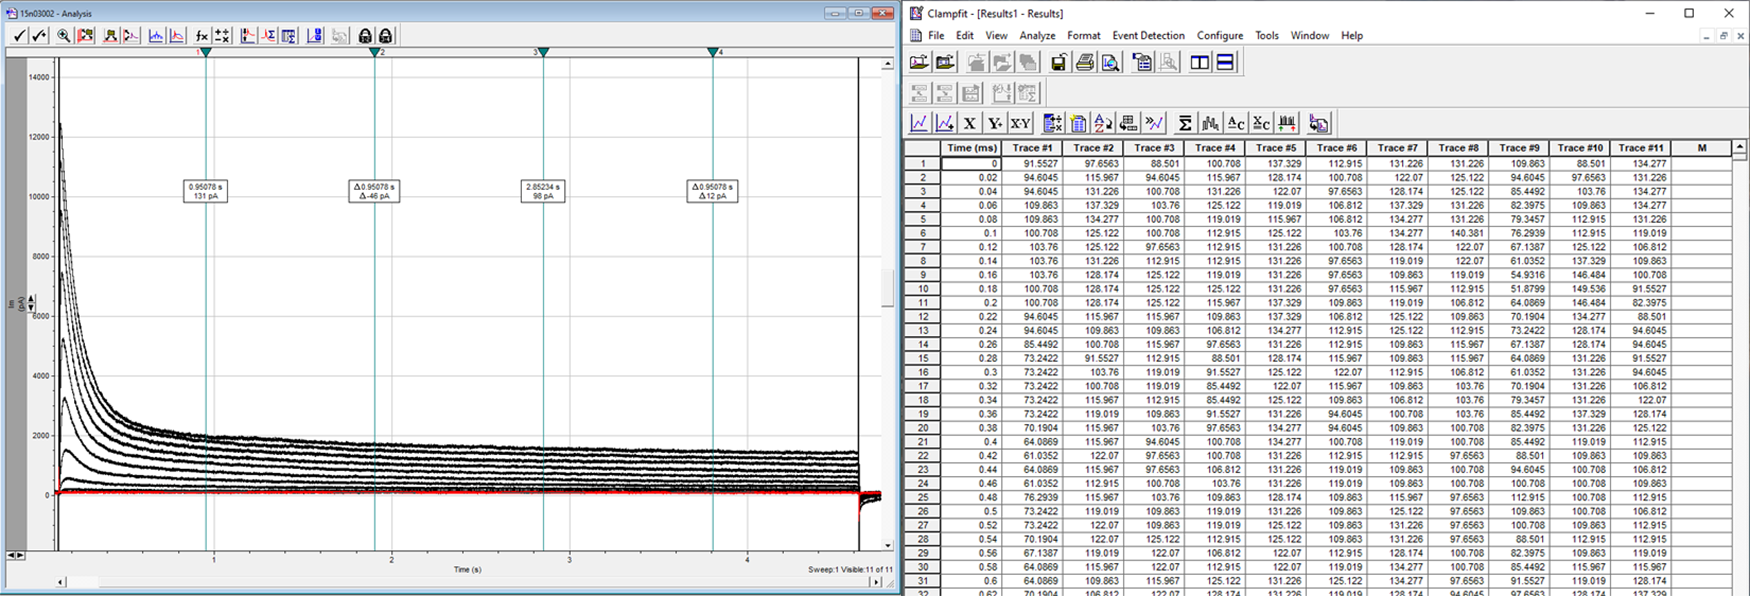 15n03002 - Analysis
1 2 3 4
14000
12000
10000
8000
6000
4000
2000
0
Im
(pA)
0.95078 s
131 pA
Δ0.95078 s
Δ-46 pA
2.85234 s
98 pA
Δ0.95078 s
Δ12 pA
1 2 3 4
Time (s)
Sweep:1 Visible:11 of 11
Clampfit - [Results1 - Results]
File Edit View Analyze Format Event Detection Configure Tools Window Help
Time (ms) Trace #1 Trace #2 Trace #3 Trace #4 Trace #5 Trace #6 Trace #7 Trace #8 Trace #9 Trace #10 Trace #11 M
1 0 91.5527 97.6563 88.501 100.708 137.329 112.915 131.226 131.226 109.863 88.501 134.277
2 0.02 94.6045 115.967 94.6045 115.967 128.174 100.708 122.07 125.122 94.6045 97.6563 131.226
3 0.04 94.6045 131.226 100.708 131.226 122.07 97.6563 128.174 125.122 85.4492 103.76 134.277
4 0.06 109.863 137.329 103.76 125.122 119.019 106.812 137.329 131.226 82.3975 109.863 134.277
5 0.08 109.863 134.277 100.708 119.019 115.967 106.812 134.277 131.226 79.3457 112.915 131.226
6 0.1 100.708 125.122 100.708 112.915 125.122 103.76 134.277 140.381 76.2939 112.915 119.019
7 0.12 103.76 125.122 97.6563 112.915 131.226 100.708 128.174 122.07 67.1387 125.122 106.812
8 0.14 103.76 131.226 112.915 112.915 131.226 97.6563 119.019 122.07 61.0352 137.329 109.863
9 0.16 103.76 128.174 125.122 119.019 131.226 97.6563 109.863 119.019 54.9316 146.484 100.708
10 0.18 100.708 128.174 125.122 125.122 131.226 97.6563 115.967 112.915 51.8799 149.536 91.5527
11 0.2 100.708 128.174 125.122 115.967 137.329 109.863 119.019 106.812 64.0869 146.484 82.3975
12 0.22 94.6045 115.967 115.967 109.863 137.329 106.812 125.122 109.863 70.1904 134.277 88.501
13 0.24 94.6045 109.863 109.863 106.812 134.277 112.915 125.122 112.915 73.2422 128.174 94.6045
14 0.26 85.4492 100.708 115.967 97.6563 131.226 112.915 109.863 115.967 67.1387 128.174 94.6045
15 0.28 73.2422 91.5527 112.915 88.501 128.174 115.967 109.863 115.967 64.0869 131.226 91.5527
16 0.3 73.2422 103.76 119.019 91.5527 125.122 122.07 112.915 106.812 61.0352 131.226 94.6045
17 0.32 73.2422 100.708 119.019 85.4492 122.07 115.967 109.863 103.76 70.1904 131.226 106.812
18 0.34 73.2422 115.967 112.915 85.4492 125.122 109.863 106.812 103.76 79.3457 131.226 122.07
19 0.36 73.2422 119.019 109.863 91.5527 131.226 94.6045 100.708 103.76 85.4492 137.329 128.174
20 0.38 70.1904 115.967 103.76 97.6563 134.277 94.6045 109.863 100.708 82.3975 131.226 125.122
21 0.4 64.0869 115.967 94.6045 100.708 134.277 100.708 119.019 100.708 85.4492 119.019 112.915
22 0.42 61.0352 122.07 97.6563 100.708 131.226 112.915 112.915 97.6563 88.501 109.863 109.863
23 0.44 64.0869 115.967 97.6563 106.812 131.226 119.019 109.863 100.708 94.6045 100.708 106.812
24 0.46 61.0352 112.915 100.708 103.76 131.226 119.019 109.863 100.708 100.708 100.708 109.863
25 0.48 76.2939 115.967 103.76 109.863 128.174 109.863 115.967 97.6563 112.915 100.708 112.915
26 0.5 73.2422 119.019 109.863 119.019 125.122 109.863 125.122 97.6563 109.863 100.708 106.812
27 0.52 73.2422 122.07 109.863 119.019 125.122 109.863 131.226 97.6563 100.708 109.863 112.915
28 0.54 70.1904 122.07 125.122 112.915 125.122 109.863 131.226 97.6563 88.501 112.915 112.915
29 0.56 67.1387 119.019 122.07 106.812 122.07 112.915 128.174 100.708 82.3975 109.863 119.019
30 0.58 64.0869 115.967 122.07 112.915 122.07 119.019 134.277 100.708 85.4492 115.967 115.967
31 0.6 64.0869 109.863 115.967 125.122 131.226 125.122 134.277 97.6563 91.5527 119.019 128.174
32 0.62 70.1904 106.812 122.07 128.174 131.226 119.019 128.174 94.6045 97.6563 128.174 137.329